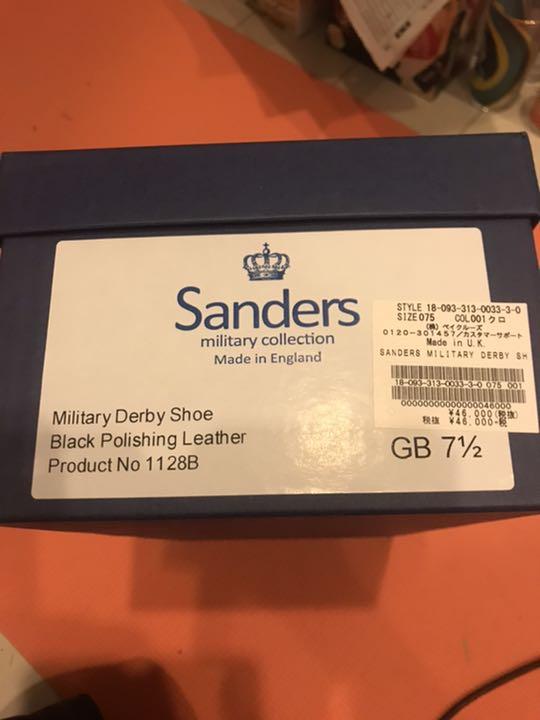 Sanders
military collection
Made in England
Military Derby Shoe
Black Polishing Leather
Product No 1128B
GB 7½
STYLE 18-093-313-0033-3-0
SIZE075 COL001クロ
(株) ベイクルーズ
0120-301457/カスタマーサポート
Made in U.K.
SANDERS MILITARY DERBY SH
18-093-313-0033-3-0 075 001
0000000000000000046000
¥46,000(税抜)
税抜 ¥46,000+税